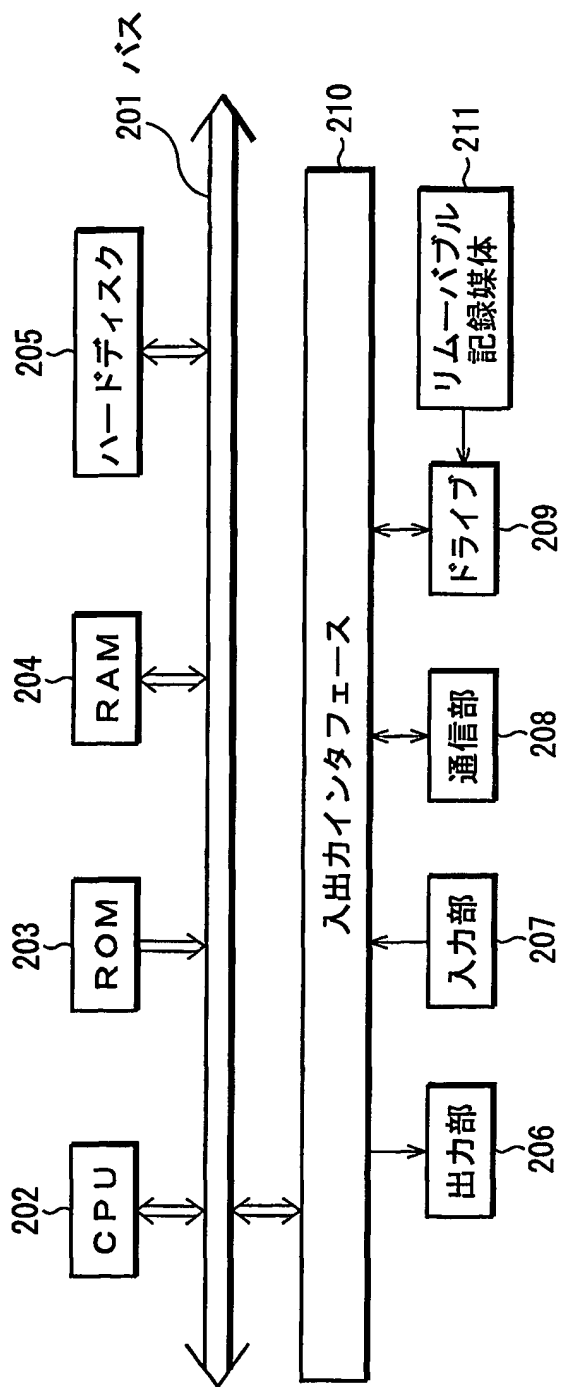 201 バス
202
203
204
205
CPU
ROM
RAM
ハードディスク
210
入出力インタフェース
211
出力部
入力部
通信部
ドライブ
リムーバブル
記録媒体
206
207
208
209